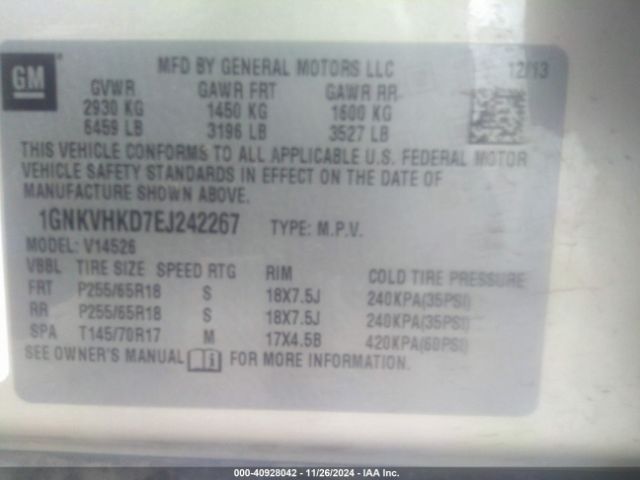 GM
MFD BY GENERAL MOTORS LLC 12/13
GVWR GAWR FRT GAWR RR
2930 KG 1450 KG 1600 KG
6459 LB 3196 LB 3527 LB
THIS VEHICLE CONFORMS TO ALL APPLICABLE U.S. FEDERAL MOTOR
VEHICLE SAFETY STANDARDS IN EFFECT ON THE DATE OF
MANUFACTURE SHOWN ABOVE.
1GNKVHKD7EJ242267 TYPE: M.P.V.
MODEL: V14526
VBBL TIRE SIZE SPEED RTG RIM COLD TIRE PRESSURE
FRT P255/65R18 S 18X7.5J 240KPA(35PSI)
RR P255/65R18 S 18X7.5J 240KPA(35PSI)
SPA T145/70R17 M 17X4.5B 420KPA(60PSI)
SEE OWNER'S MANUAL FOR MORE INFORMATION.
000-40928042 — 11/26/2024 — IAA Inc.